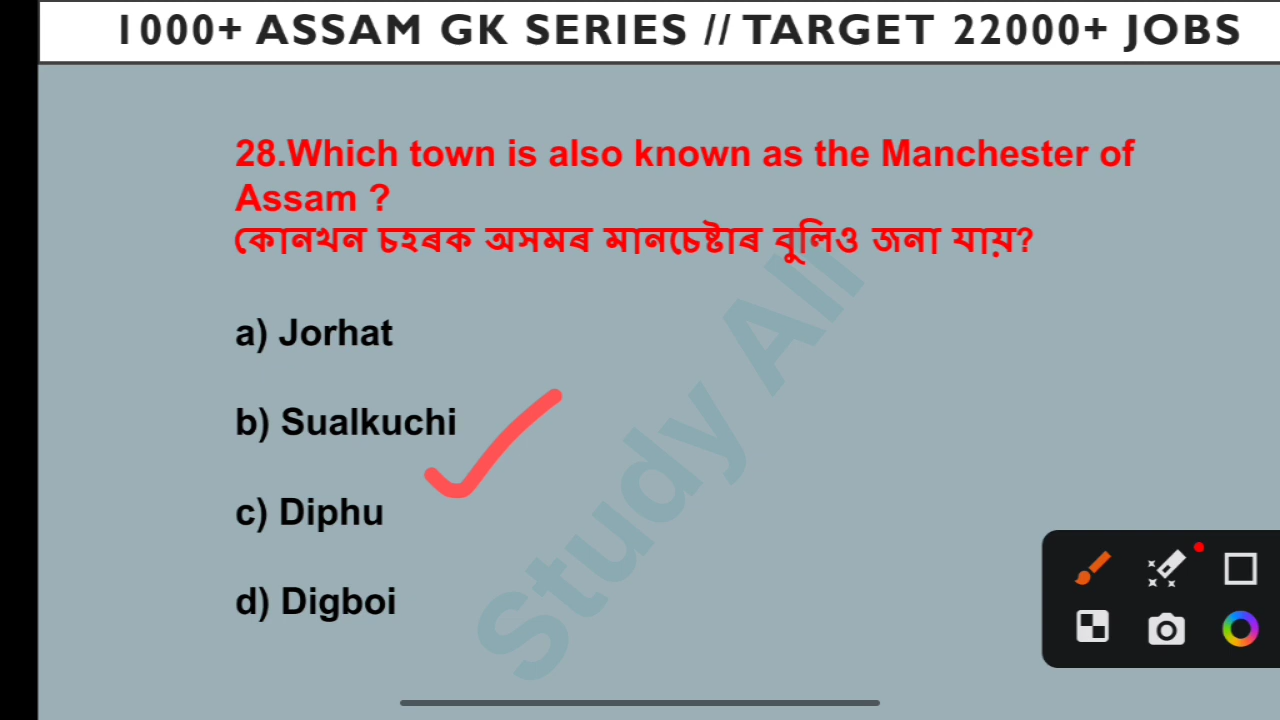 1000+ ASSAM GK SERIES // TARGET 22000+ JOBS
28.Which town is also known as the Manchester of
Assam ?
কোনখন চহৰক অসমৰ মানচেষ্টাৰ বুলিও জনা যায়?
a) Jorhat
b) Sualkuchi
c) Diphu
d) Digboi
Study All